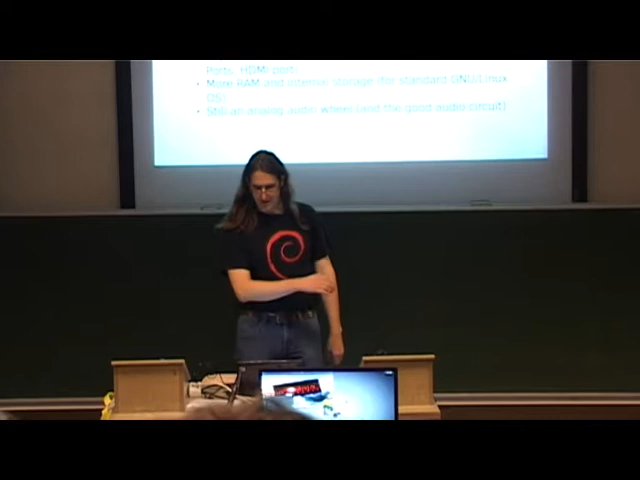 Ports, HDMI port)
• More RAM and internal storage (for standard GNU/Linux
OS)
• Still an analog audio wheel (and the good audio circuit)